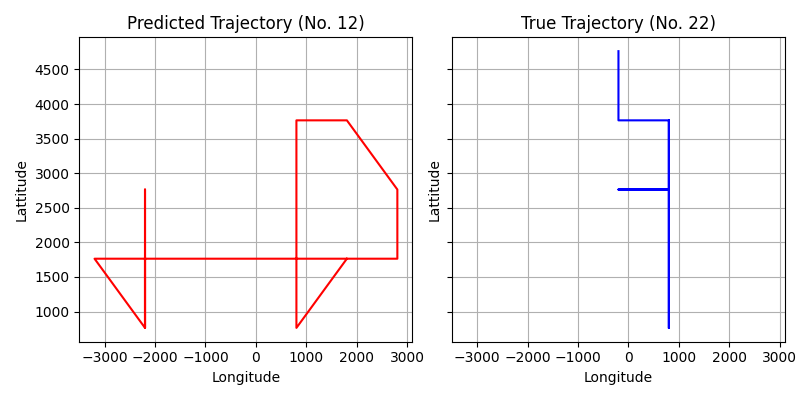 Predicted Trajectory (No. 12)
True Trajectory (No. 22)
Lattitude
4500
4000
3500
3000
2500
2000
1500
1000
−3000 −2000 −1000 0 1000 2000 3000
Longitude
Lattitude
−3000 −2000 −1000 0 1000 2000 3000
Longitude